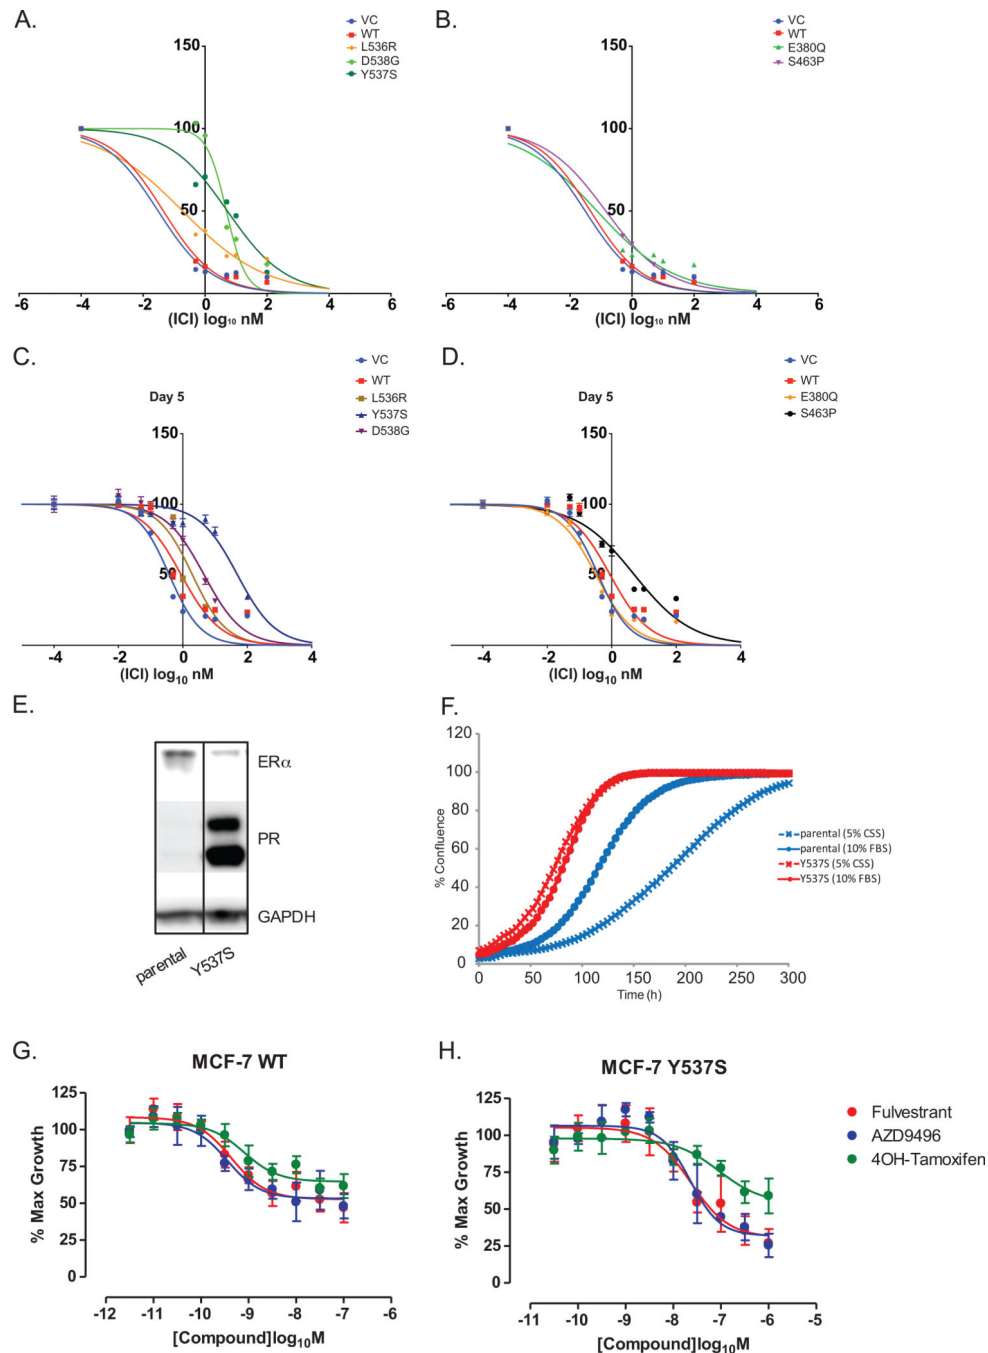 A.
VC
WT
L536R
D538G
Y537S
150
100
50
-6 -4 -2 0 2 4 6
(ICI) log₁₀ nM
B.
VC
WT
E380Q
S463P
150
100
50
-6 -4 -2 0 2 4 6
(ICI) log₁₀ nM
C.
VC
WT
L536R
Y537S
D538G
Day 5
150
100
50
-4 -2 0 2 4
(ICI) log₁₀ nM
D.
VC
WT
E380Q
S463P
Day 5
150
100
50
-4 -2 0 2 4
(ICI) log₁₀ nM
E.
ERα
PR
GAPDH
parental Y537S
F.
120
100
80
60
40
20
0
% Confluence
0 50 100 150 200 250 300
Time (h)
parental (5% CSS)
parental (10% FBS)
Y537S (5% CSS)
Y537S (10% FBS)
G.
MCF-7 WT
125
100
75
50
25
0
% Max Growth
-12 -11 -10 -9 -8 -7 -6
[Compound]log₁₀M
H.
MCF-7 Y537S
125
100
75
50
25
0
% Max Growth
-11 -10 -9 -8 -7 -6 -5
[Compound]log₁₀M
Fulvestrant
AZD9496
4OH-Tamoxifen